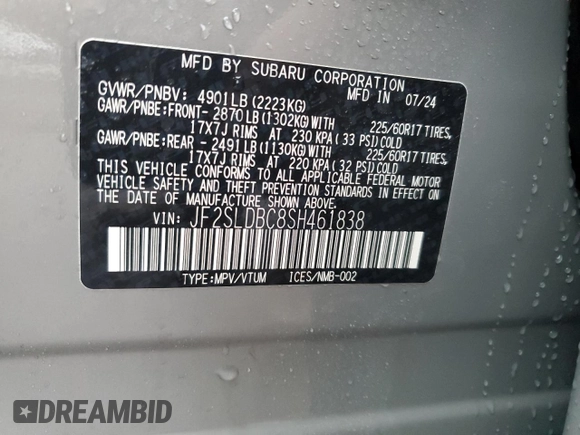 MFD BY SUBARU CORPORATION
GVWR/PNBV: 4901LB (2223KG) MFD IN 07/24
GAWR/PNBE:FRONT- 2870LB (1302KG)WITH 225/60R17 TIRES,
17X7J RIMS AT 230 KPA (33 PSI)COLD
GAWR/PNBE:REAR - 2491LB (1130KG)WITH 225/60R17 TIRES,
17X7J RIMS AT 220 KPA (32 PSI)COLD
THIS VEHICLE CONFORMS TO ALL APPLICABLE FEDERAL MOTOR
VEHICLE SAFETY AND THEFT PREVENTION STANDARDS IN EFFECT ON
THE DATE OF MANUFACTURE SHOWN ABOVE.
VIN: JF2SLDBC8SH461838
TYPE:MPV/VTUM ICES/NMB-002
DREAMBID
DREAMBID